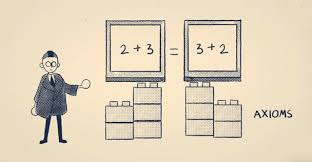 2 + 3 = 3 + 2
AXIOMS